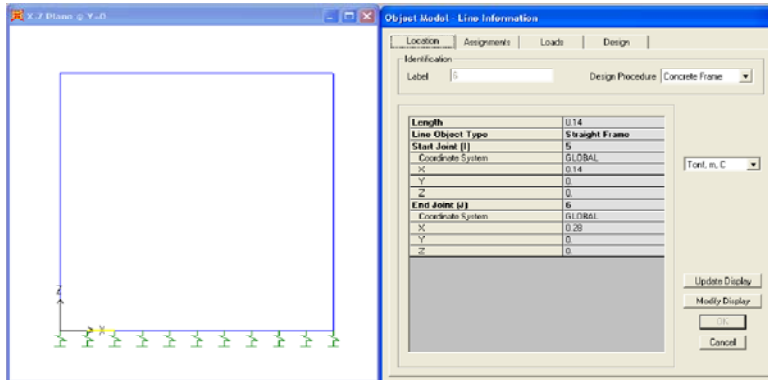 X-Z Plane @ Y=0
Z
X
Object Model - Line Information
Location Assignments Loads Design
Identification
Label 6 Design Procedure Concrete Frame
Length 0.14
Line Object Type Straight Frame
Start Joint (I) 5
Coordinate System GLOBAL
X 0.14
Y 0.
Z 0.
End Joint (J) 6
Coordinate System GLOBAL
X 0.28
Y 0.
Z 0.
Tonf, m, C
Update Display
Modify Display
OK
Cancel